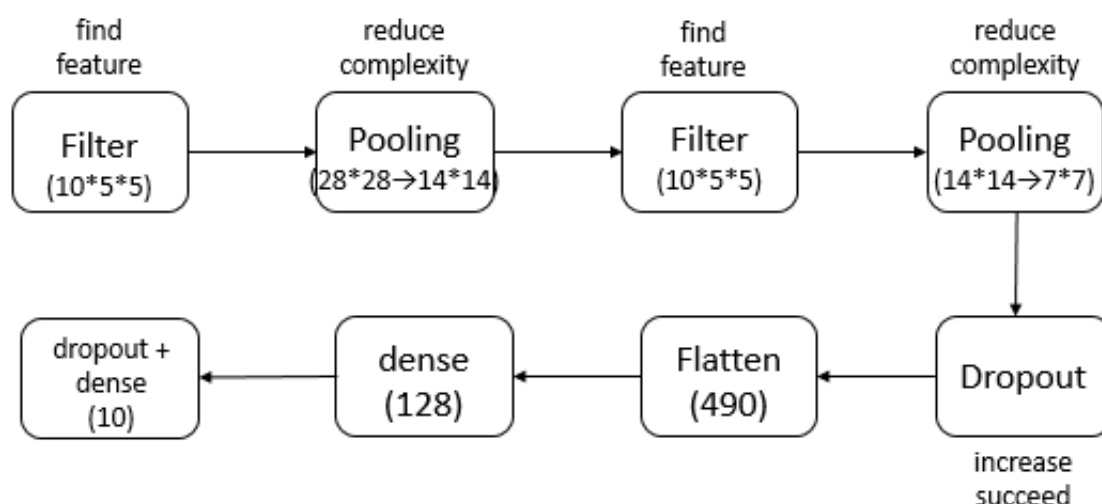 find
feature
Filter
(10*5*5)
reduce
complexity
Pooling
(28*28→14*14)
find
feature
Filter
(10*5*5)
reduce
complexity
Pooling
(14*14→7*7)
Dropout
increase
succeed
Flatten
(490)
dense
(128)
dropout +
dense
(10)